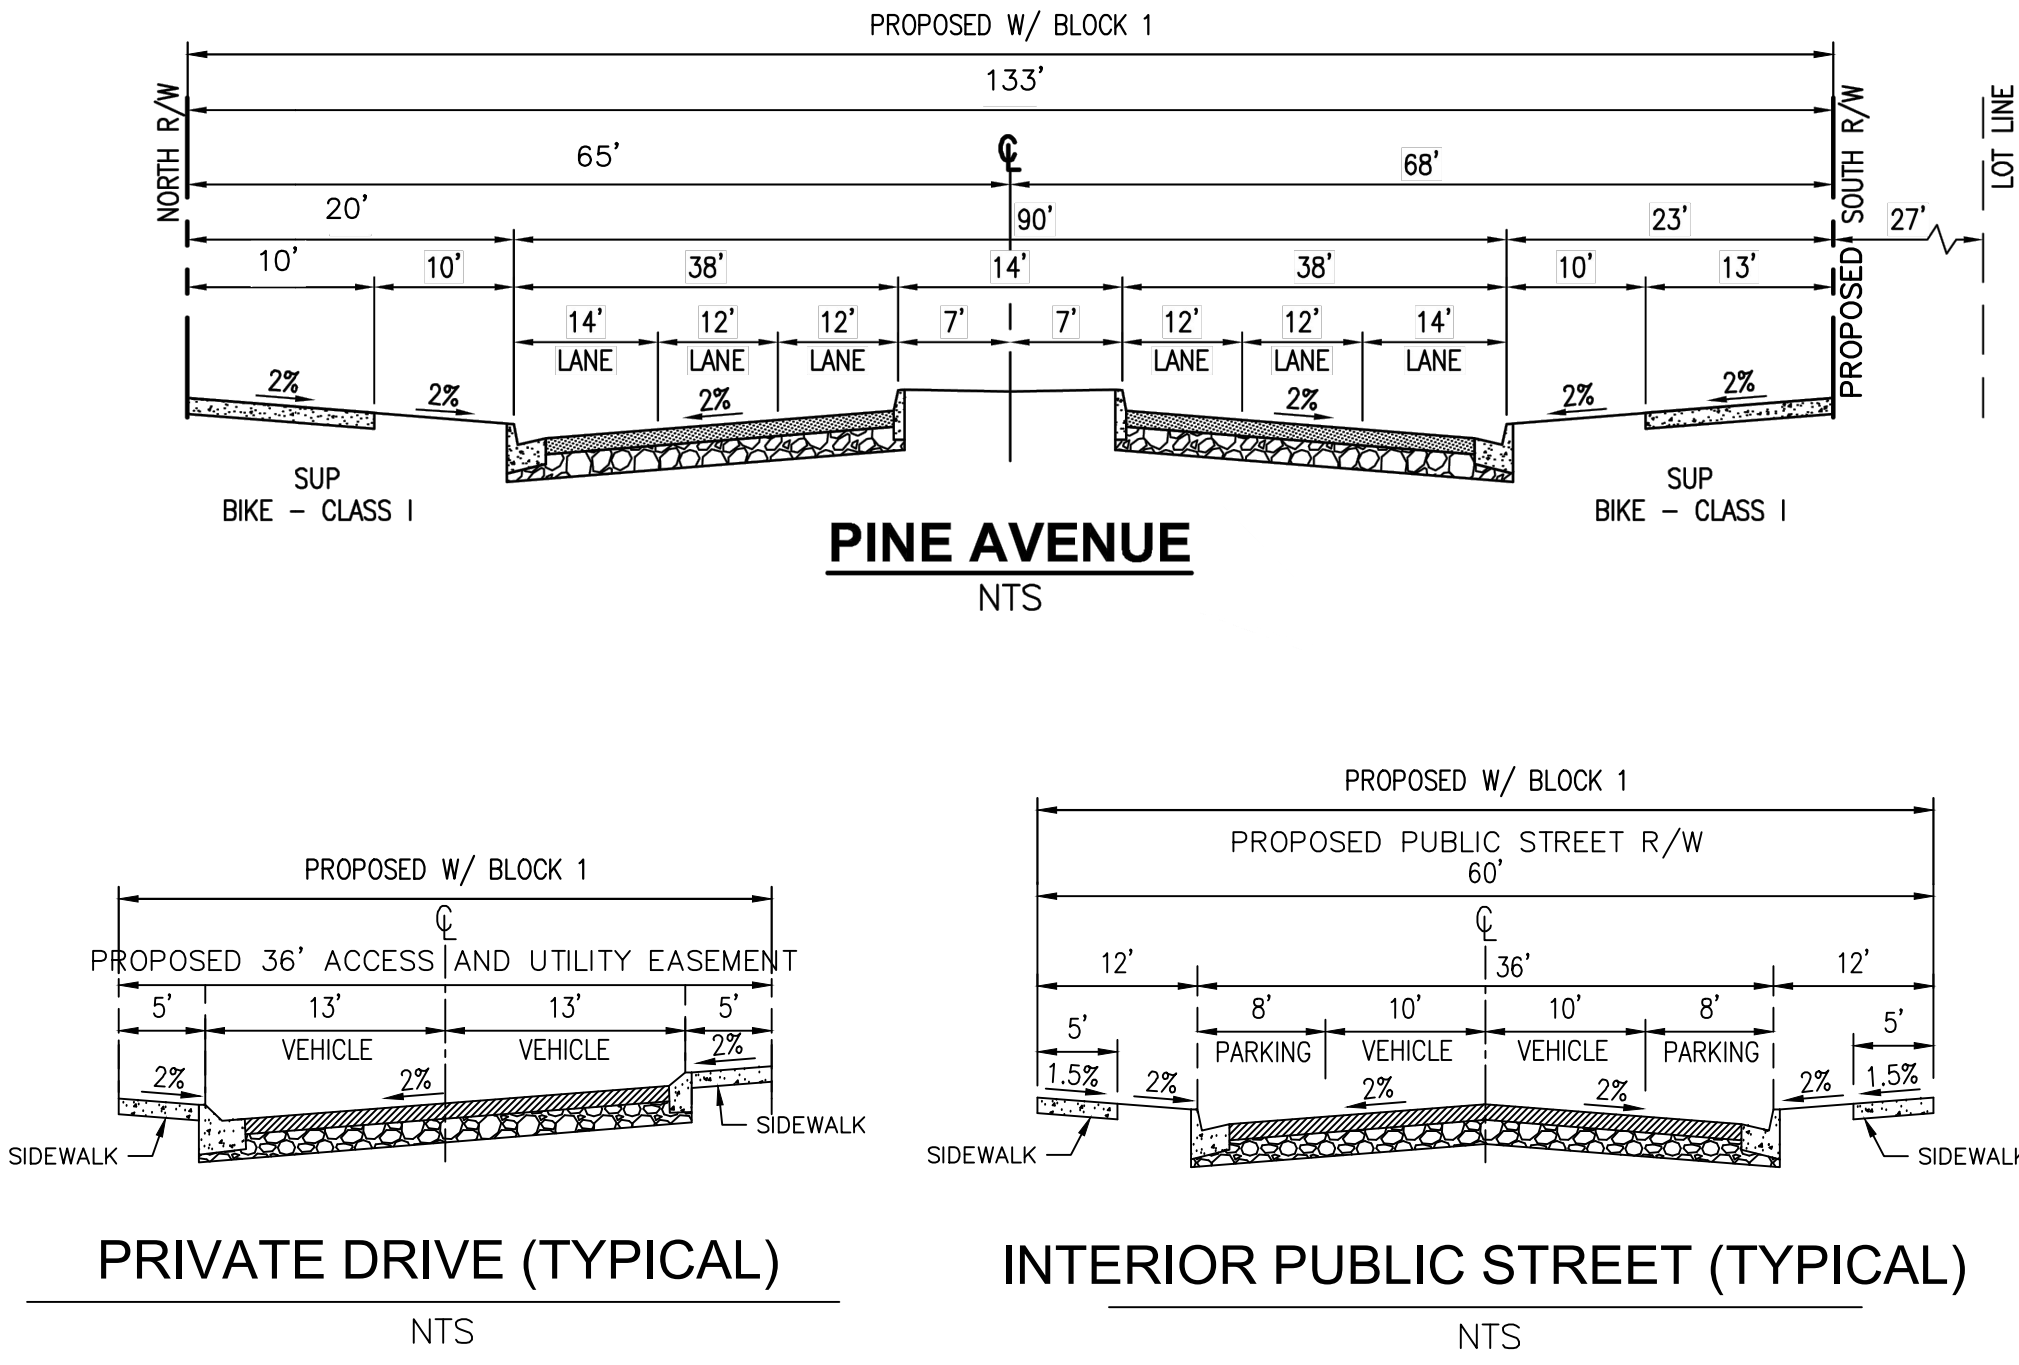 PROPOSED W/ BLOCK 1
133'
65' ℄ 68'
20' 90' 23' 27'
10' 10' 38' 14' 38' 10' 13'
14' 12' 12' 7' 7' 12' 12' 14'
LANE LANE LANE LANE LANE LANE
NORTH R/W
PROPOSED SOUTH R/W
LOT LINE
2% 2% 2% 2% 2% 2%
SUP
BIKE – CLASS I
SUP
BIKE – CLASS I
PINE AVENUE
NTS
PROPOSED W/ BLOCK 1
℄
PROPOSED 36' ACCESS AND UTILITY EASEMENT
5' 13' 13' 5'
VEHICLE VEHICLE
2% 2% 2%
SIDEWALK SIDEWALK
PRIVATE DRIVE (TYPICAL)
NTS
PROPOSED W/ BLOCK 1
PROPOSED PUBLIC STREET R/W
60'
℄
12' 36' 12'
8' 10' 10' 8'
PARKING VEHICLE VEHICLE PARKING
5' 5'
1.5% 2% 2% 2% 2% 1.5%
SIDEWALK SIDEWALK
INTERIOR PUBLIC STREET (TYPICAL)
NTS